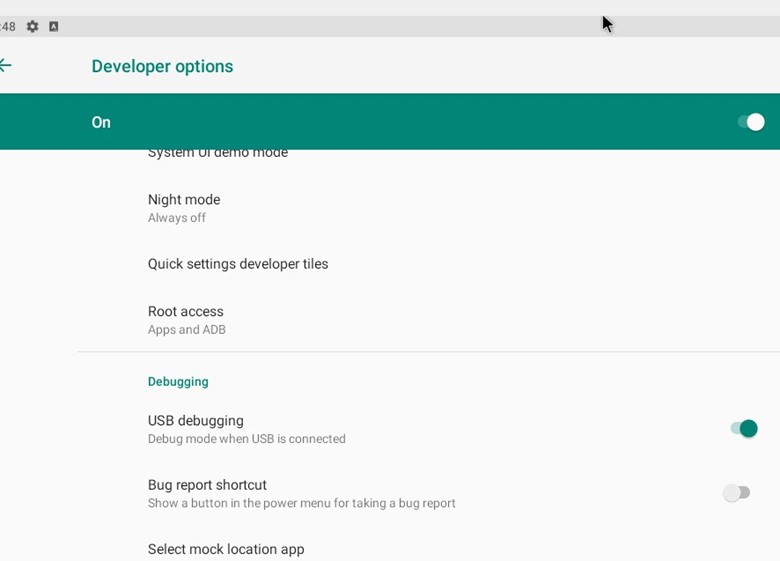 :48
Developer options
On
System UI demo mode
Night mode
Always off
Quick settings developer tiles
Root access
Apps and ADB
Debugging
USB debugging
Debug mode when USB is connected
Bug report shortcut
Show a button in the power menu for taking a bug report
Select mock location app